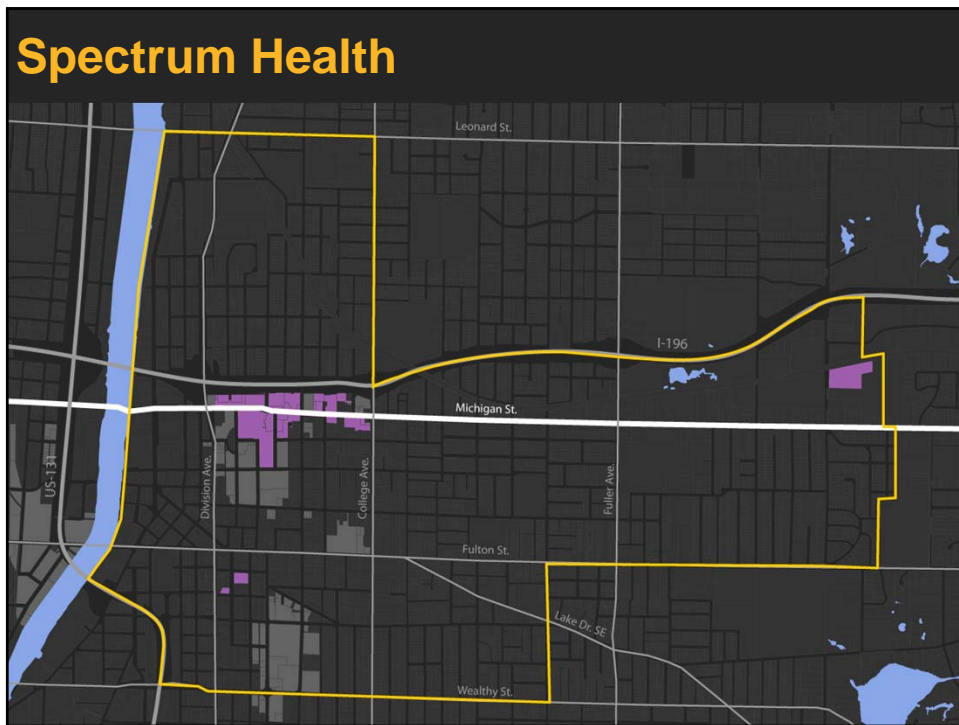 Spectrum Health
Leonard St.
I-196
Michigan St.
US-131
Division Ave.
College Ave.
Fuller Ave.
Fulton St.
Lake Dr. SE
Wealthy St.